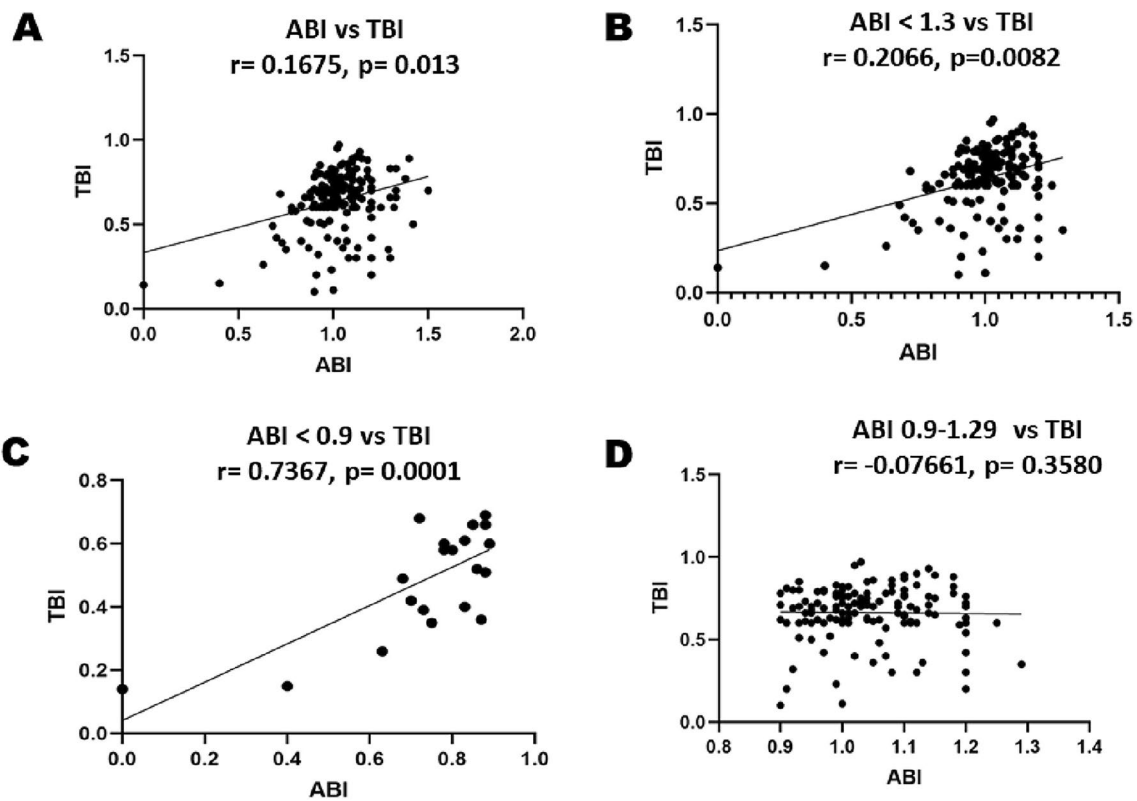 A
ABI vs TBI
r= 0.1675, p= 0.013
1.5
1.0
0.5
0.0
TBI
0.0 0.5 1.0 1.5 2.0
ABI
B
ABI < 1.3 vs TBI
r= 0.2066, p=0.0082
1.5
1.0
0.5
0.0
TBI
0.0 0.5 1.0 1.5
ABI
C
ABI < 0.9 vs TBI
r= 0.7367, p= 0.0001
0.8
0.6
0.4
0.2
0.0
TBI
0.0 0.2 0.4 0.6 0.8 1.0
ABI
D
ABI 0.9-1.29 vs TBI
r= -0.07661, p= 0.3580
1.5
1.0
0.5
0.0
TBI
0.8 0.9 1.0 1.1 1.2 1.3 1.4
ABI